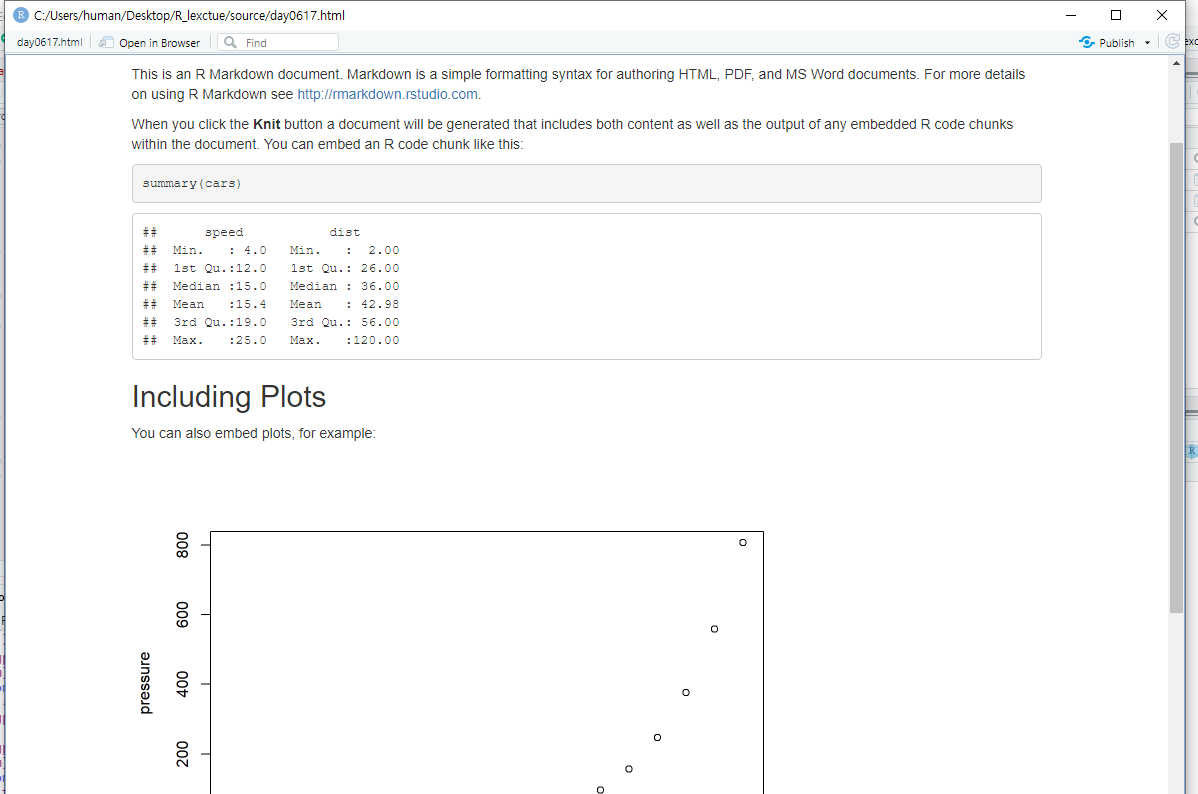 C:/Users/human/Desktop/R_lexctue/source/day0617.html
day0617.html Open in Browser Find Publish
This is an R Markdown document. Markdown is a simple formatting syntax for authoring HTML, PDF, and MS Word documents. For more details
on using R Markdown see http://rmarkdown.rstudio.com.
When you click the Knit button a document will be generated that includes both content as well as the output of any embedded R code chunks
within the document. You can embed an R code chunk like this:
summary(cars)
##      speed           dist
##  Min.   : 4.0   Min.   :  2.00
##  1st Qu.:12.0   1st Qu.: 26.00
##  Median :15.0   Median : 36.00
##  Mean   :15.4   Mean   : 42.98
##  3rd Qu.:19.0   3rd Qu.: 56.00
##  Max.   :25.0   Max.   :120.00
Including Plots
You can also embed plots, for example:
800
600
400
200
pressure